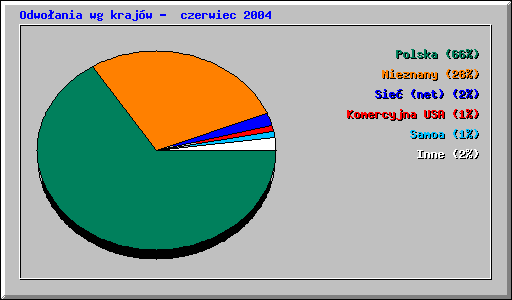 Odwołania wg krajów - czerwiec 2004
Polska (66%)
Nieznany (28%)
Sieć (net) (2%)
Komercyjna USA (1%)
Samoa (1%)
Inne (2%)